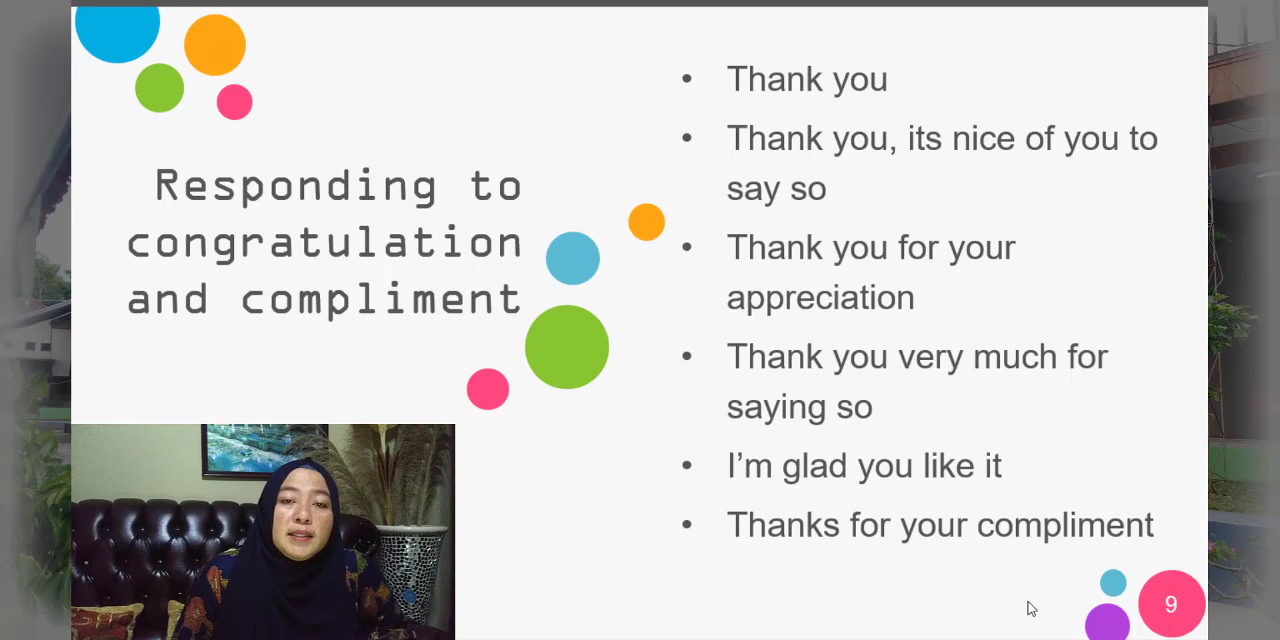 Responding to
congratulation
and compliment
• Thank you
• Thank you, its nice of you to
say so
• Thank you for your
appreciation
• Thank you very much for
saying so
• I’m glad you like it
• Thanks for your compliment
9